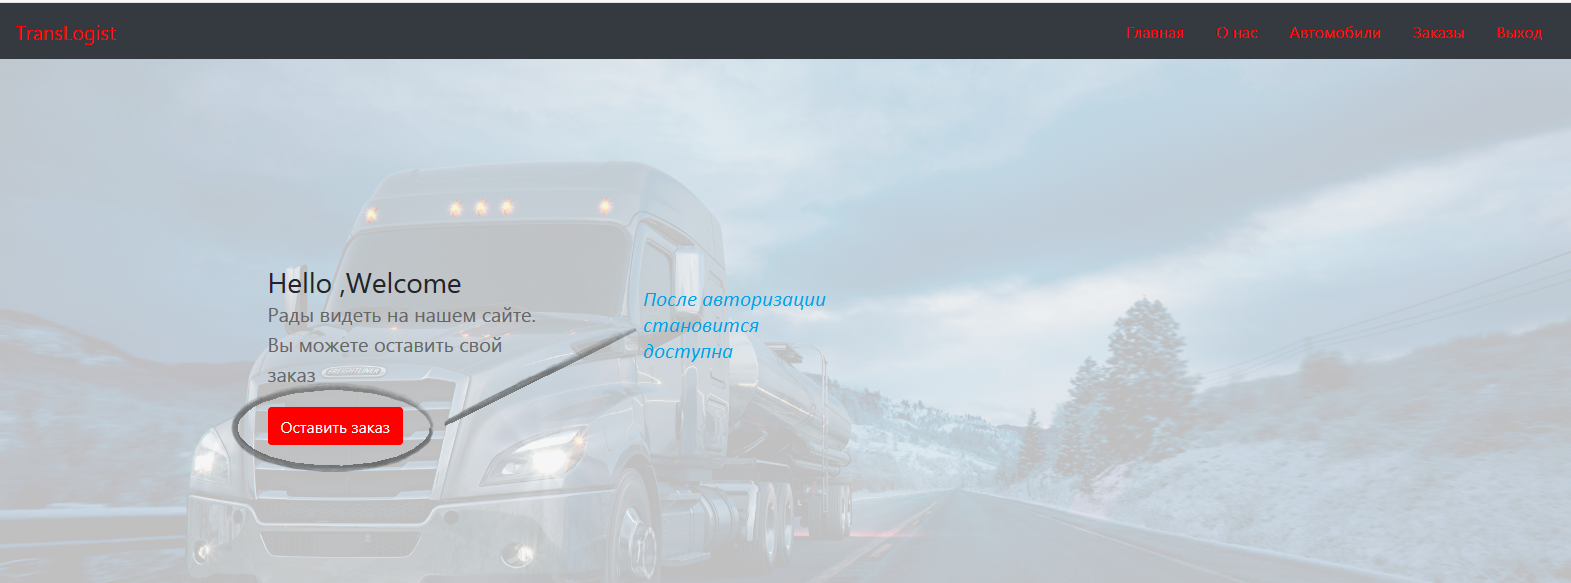 TransLogist
Главная О нас Автомобили Заказы Выход
Hello ,Welcome
Рады видеть на нашем сайте.
Вы можете оставить свой
заказ
FREIGHTLINER
Оставить заказ
После авторизации
становится
доступна